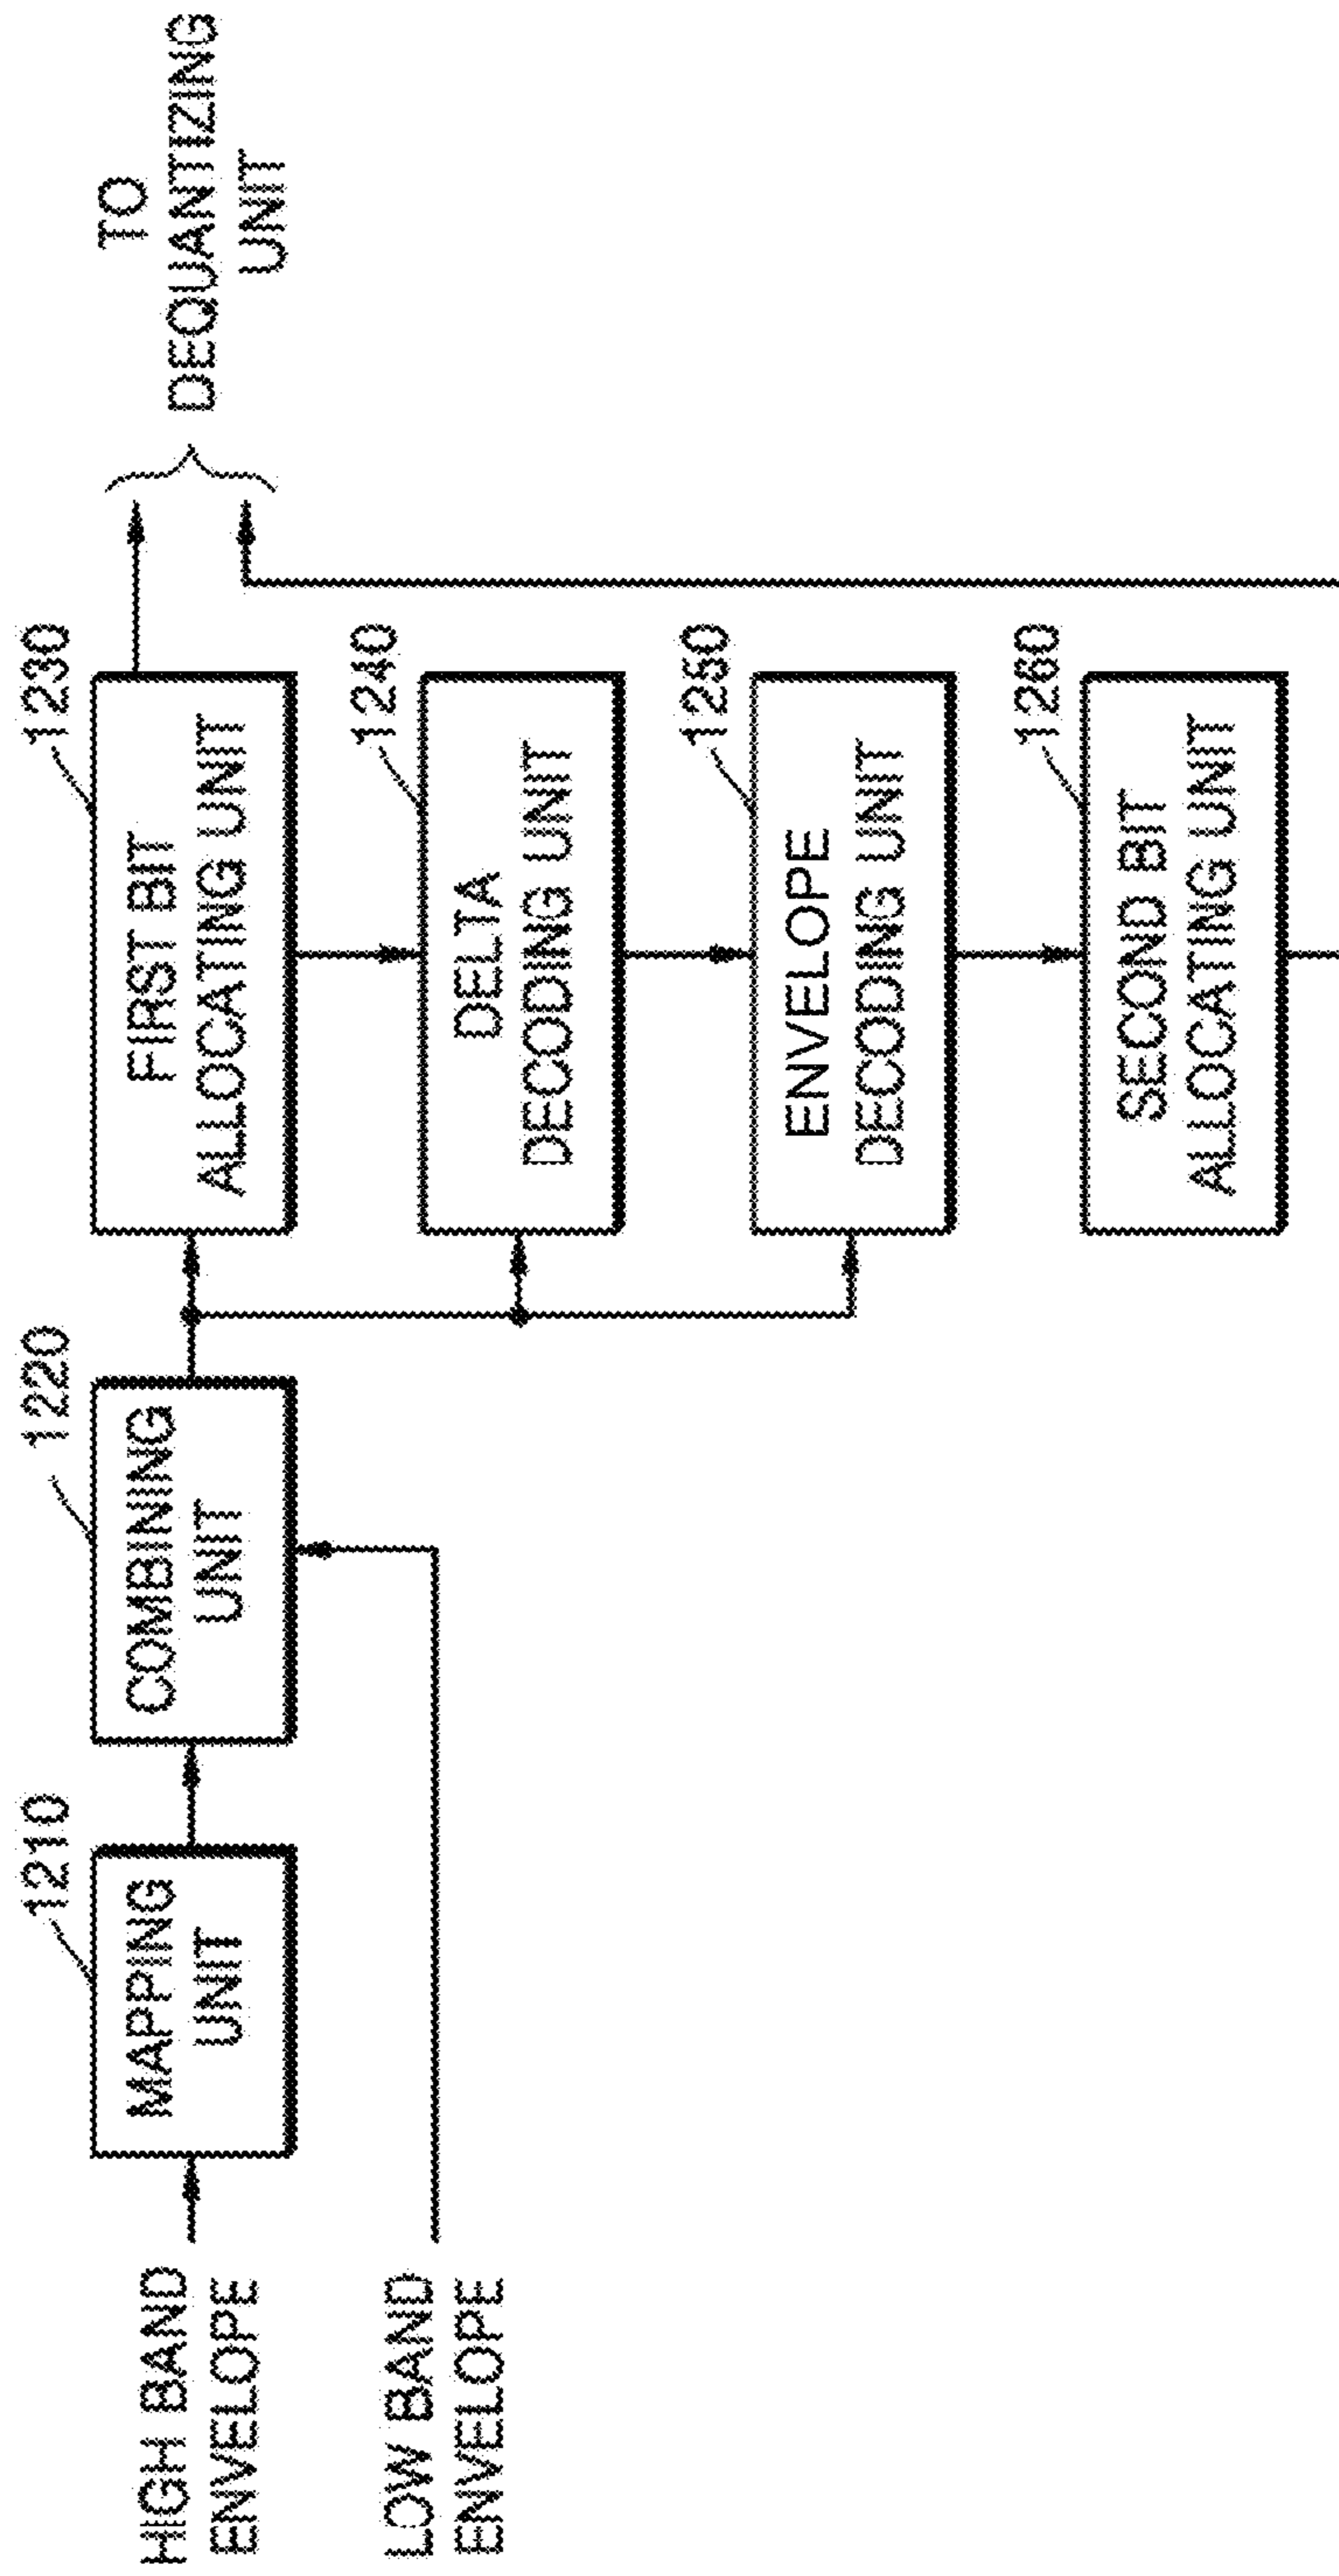 HIGH BAND
ENVELOPE
LOW BAND
ENVELOPE
1210
MAPPING
UNIT
1220
COMBINING
UNIT
1230
FIRST BIT
ALLOCATING UNIT
1240
DELTA
DECODING UNIT
1250
ENVELOPE
DECODING UNIT
1260
SECOND BIT
ALLOCATING UNIT
TO
DEQUANTIZING
UNIT